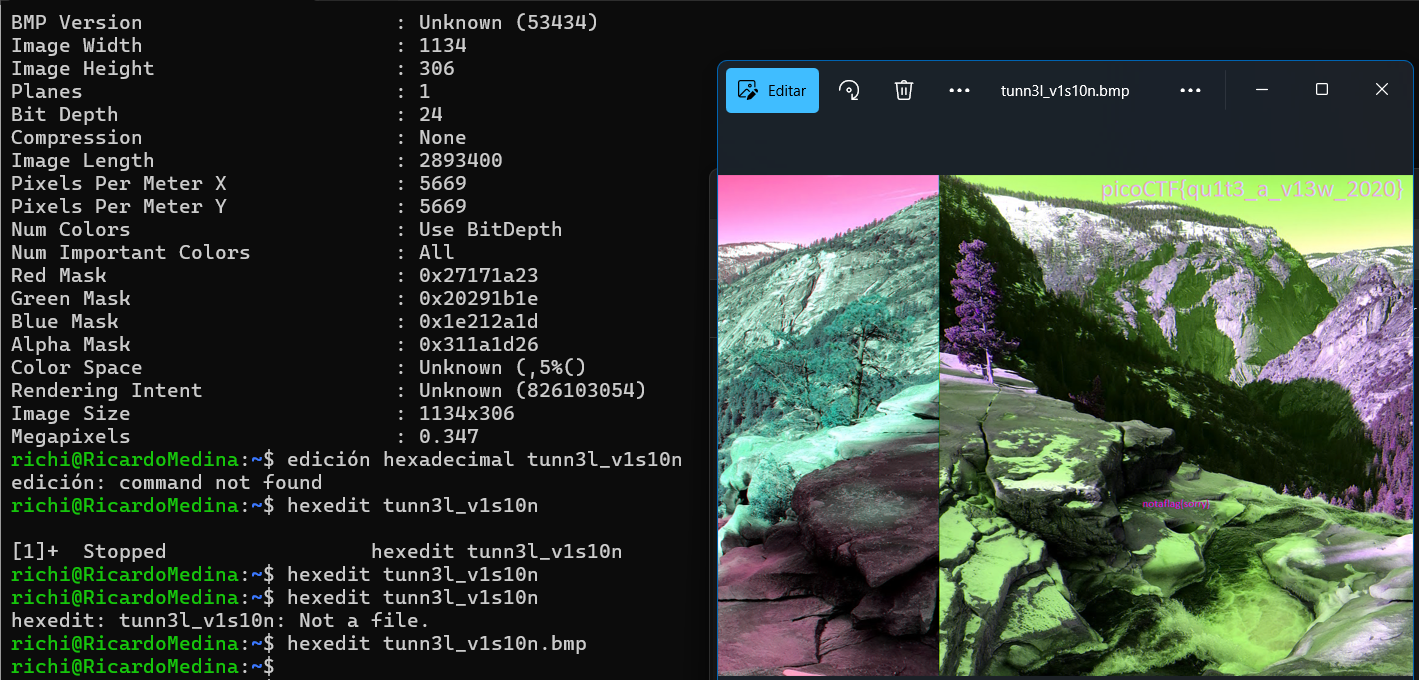 BMP Version : Unknown (53434)
Image Width : 1134
Image Height : 306
Planes : 1
Bit Depth : 24
Compression : None
Image Length : 2893400
Pixels Per Meter X : 5669
Pixels Per Meter Y : 5669
Num Colors : Use BitDepth
Num Important Colors : All
Red Mask : 0x27171a23
Green Mask : 0x20291b1e
Blue Mask : 0x1e212a1d
Alpha Mask : 0x311a1d26
Color Space : Unknown (,5%()
Rendering Intent : Unknown (826103054)
Image Size : 1134x306
Megapixels : 0.347
richi@RicardoMedina:~$ edición hexadecimal tunn3l_v1s10n
edición: command not found
richi@RicardoMedina:~$ hexedit tunn3l_v1s10n
[1]+ Stopped hexedit tunn3l_v1s10n
richi@RicardoMedina:~$ hexedit tunn3l_v1s10n
richi@RicardoMedina:~$ hexedit tunn3l_v1s10n
hexedit: tunn3l_v1s10n: Not a file.
richi@RicardoMedina:~$ hexedit tunn3l_v1s10n.bmp
richi@RicardoMedina:~$
Editar
tunn3l_v1s10n.bmp
picoCTF{qu1t3_a_v13w_2020}